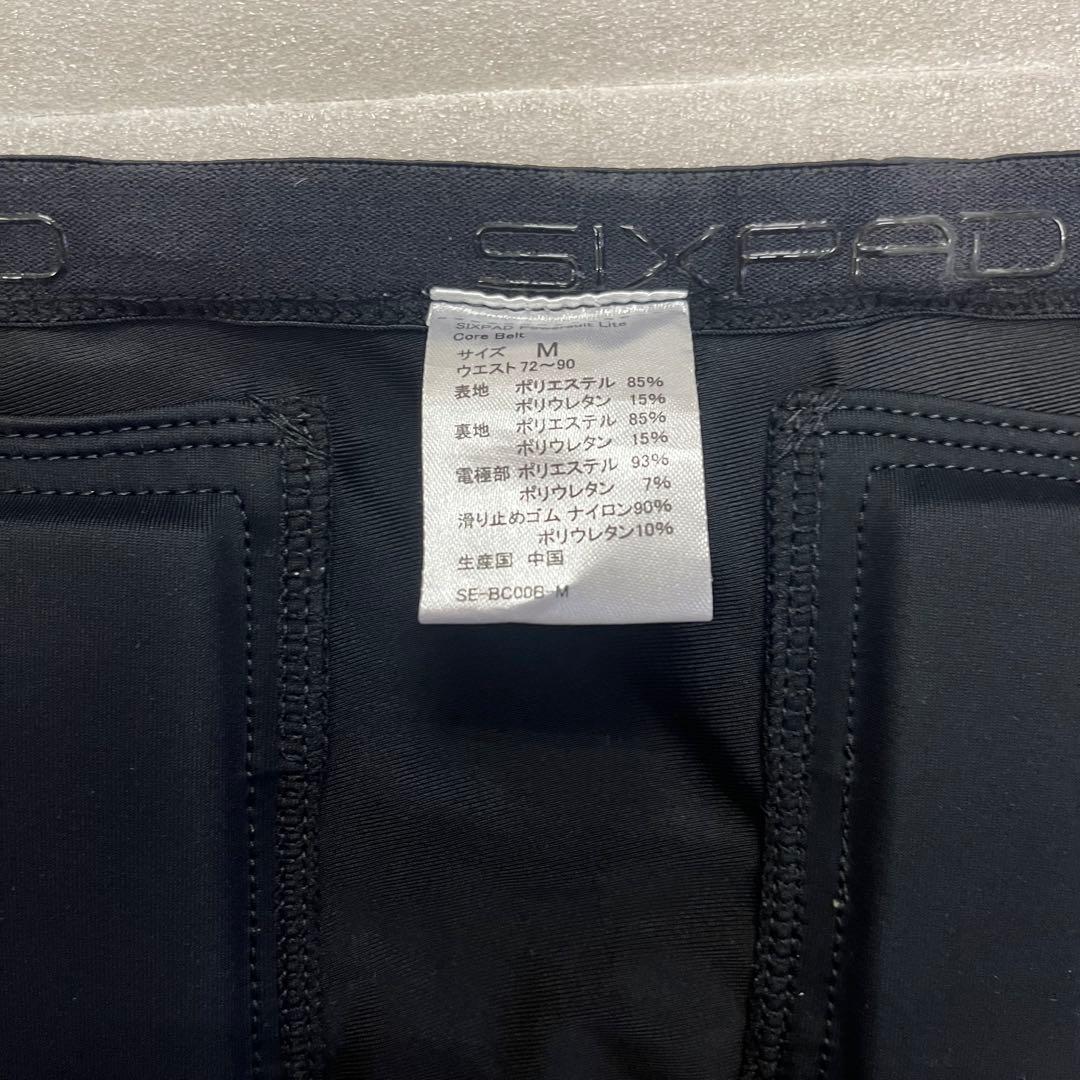 D
SIXPAD
SIXPAD Powersuit Lite
Core Belt
サイズ M
ウエスト 72～90
表地 ポリエステル 85%
ポリウレタン 15%
裏地 ポリエステル 85%
ポリウレタン 15%
電極部 ポリエステル 93%
ポリウレタン 7%
滑り止めゴム ナイロン90%
ポリウレタン10%
生産国 中国
SE-BC00B-M